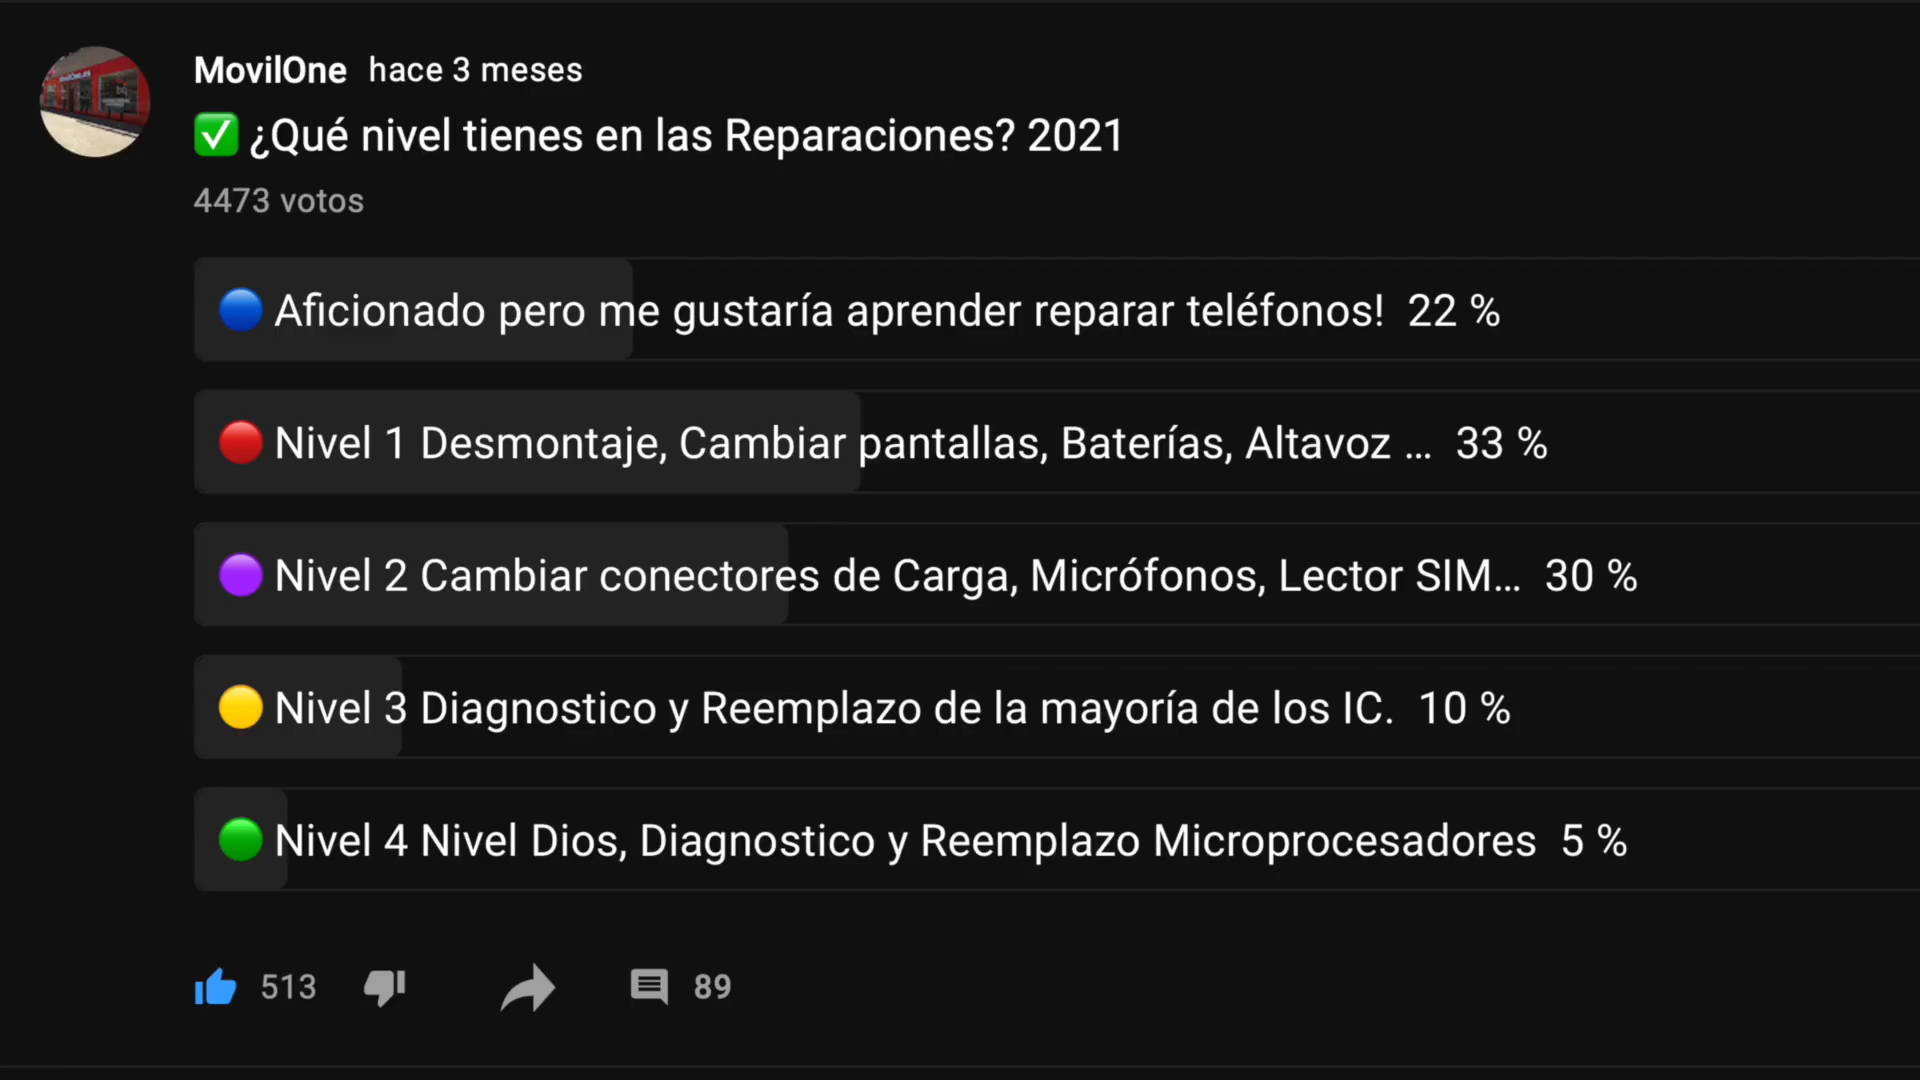 MovilOne hace 3 meses
✅ ¿Qué nivel tienes en las Reparaciones? 2021
4473 votos
🔵 Aficionado pero me gustaría aprender reparar teléfonos! 22 %
🔴 Nivel 1 Desmontaje, Cambiar pantallas, Baterías, Altavoz ... 33 %
🟣 Nivel 2 Cambiar conectores de Carga, Micrófonos, Lector SIM... 30 %
🟡 Nivel 3 Diagnostico y Reemplazo de la mayoría de los IC. 10 %
🟢 Nivel 4 Nivel Dios, Diagnostico y Reemplazo Microprocesadores 5 %
513 89